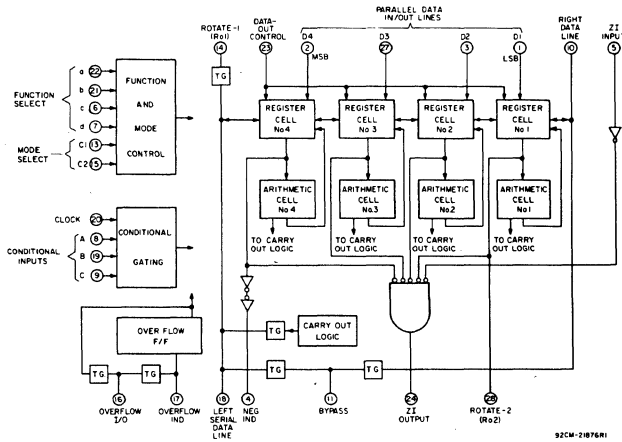 PARALLEL DATA
IN/OUT LINES
ROTATE-1
(Ro1)
14
DATA-
OUT
CONTROL
23
D4
2
MSB
D3
27
D2
3
D1
1
LSB
RIGHT
DATA
LINE
10
ZI
INPUT
5
TG
FUNCTION
SELECT
a 22
b 21
c 6
d 7
MODE
SELECT
C1 13
C2 15
FUNCTION
AND
MODE
CONTROL
REGISTER
CELL
No 4
REGISTER
CELL
No. 3
REGISTER
CELL
No 2
REGISTER
CELL
No 1
ARITHMETIC
CELL
No 4
ARITHMETIC
CELL
No.3
ARITHMETIC
CELL
No 2
ARITHMETIC
CELL
No 1
TO CARRY
OUT LOGIC
TO CARRY
OUT LOGIC
TO CARRY
OUT LOGIC
TO CARRY
OUT LOGIC
CLOCK 20
CONDITIONAL
INPUTS
A 8
B 19
C 9
CONDITIONAL
GATING
OVER FLOW
F/F
TG
TG
TG
CARRY OUT
LOGIC
TG
TG
16
OVERFLOW
I/O
17
OVERFLOW
IND
18
LEFT
SERIAL
DATA
LINE
4
NEG
IND
11
BYPASS
24
ZI
OUTPUT
28
ROTATE-2
(Ro2)
92CM-21876R1